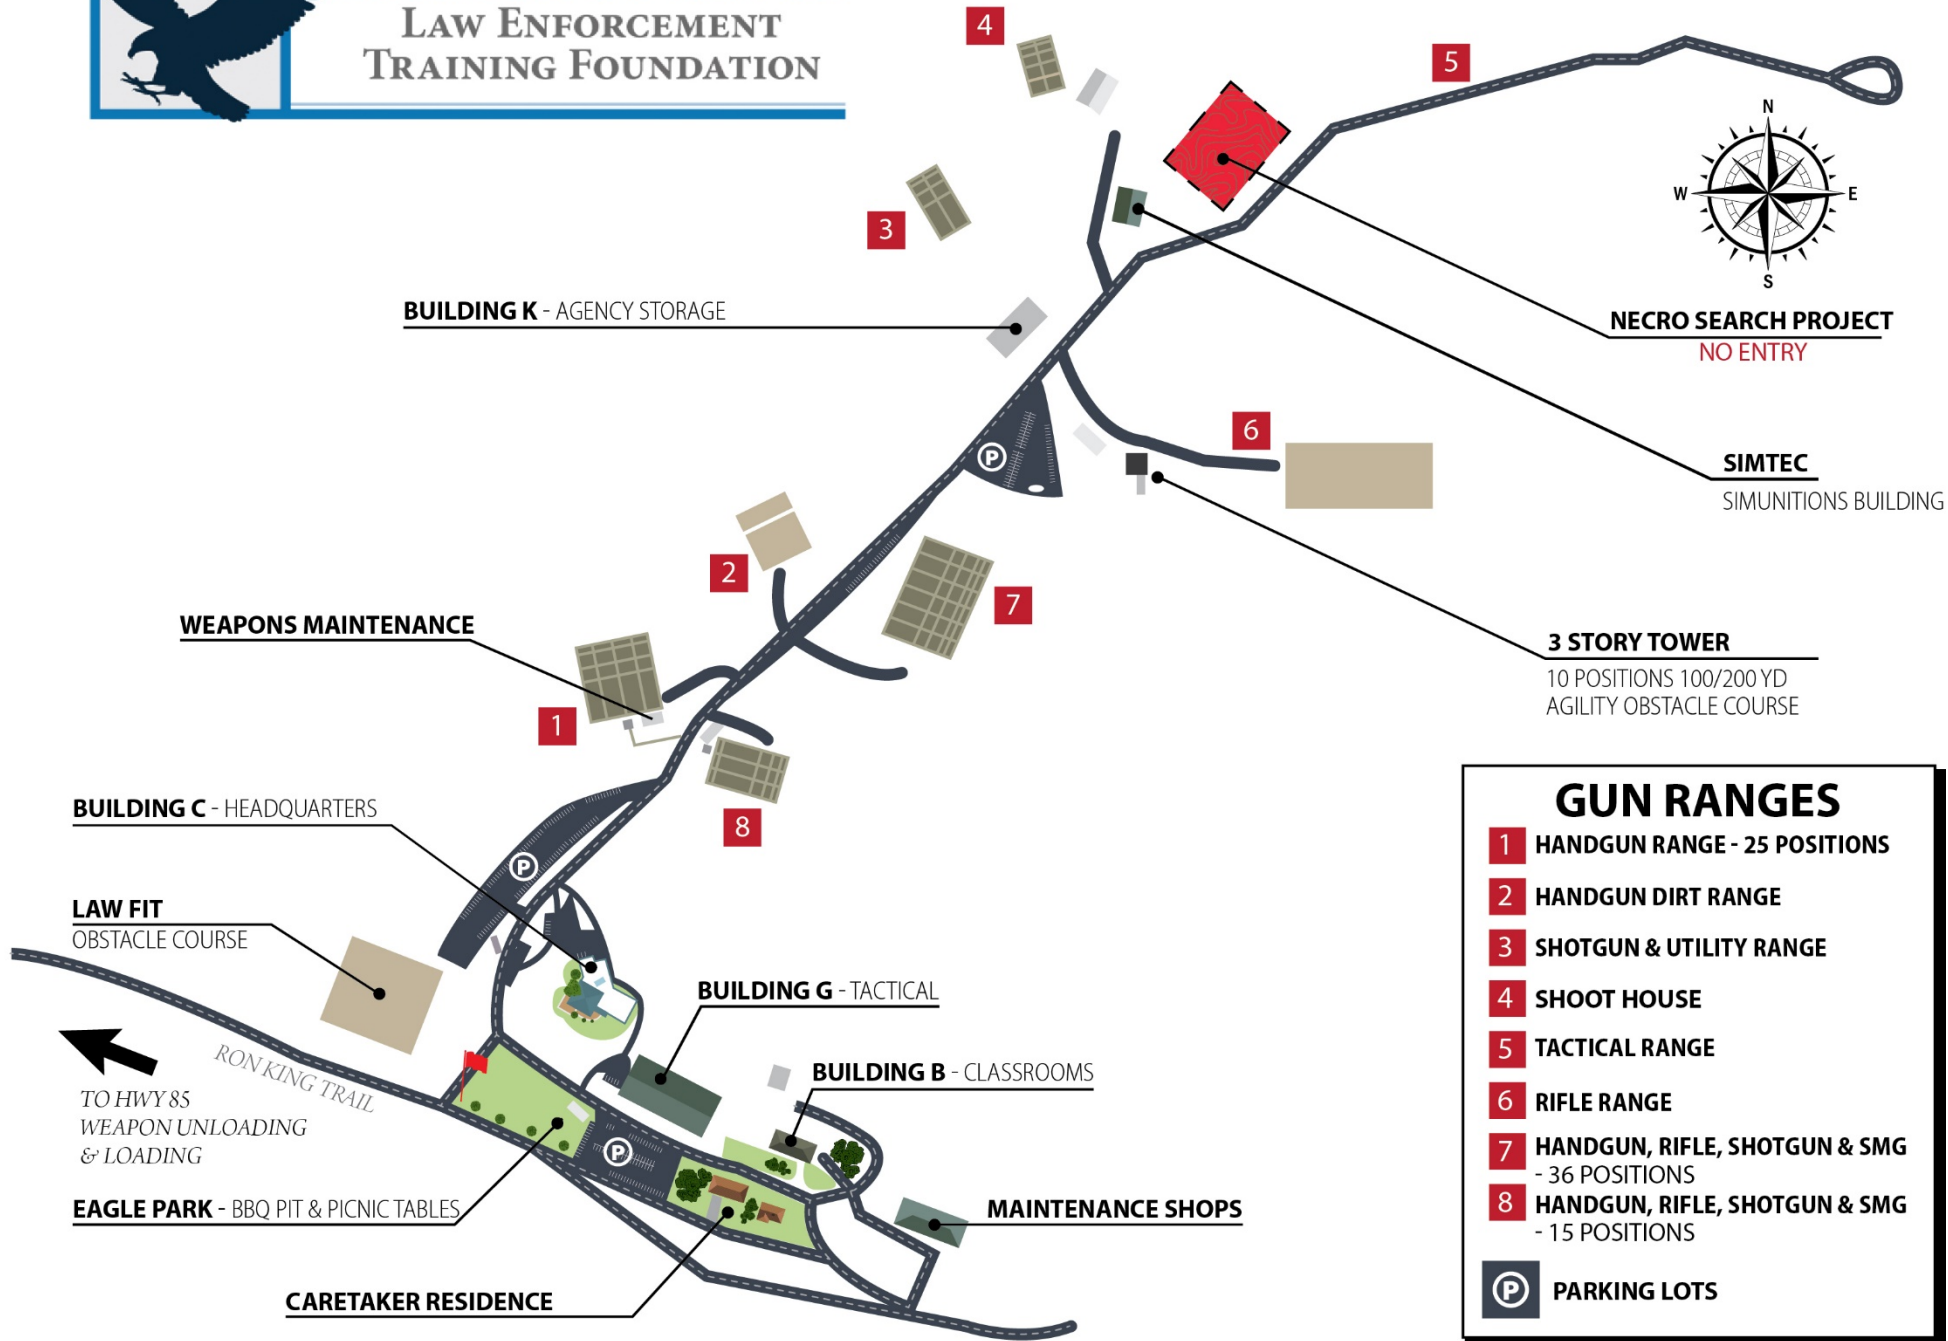 LAW ENFORCEMENT
TRAINING FOUNDATION
4
5
N
W
E
S
3
BUILDING K - AGENCY STORAGE
NECRO SEARCH PROJECT
NO ENTRY
6
P
SIMTEC
SIMUNITIONS BUILDING
2
7
WEAPONS MAINTENANCE
3 STORY TOWER
10 POSITIONS 100/200 YD
AGILITY OBSTACLE COURSE
1
8
BUILDING C - HEADQUARTERS
P
LAW FIT
OBSTACLE COURSE
BUILDING G - TACTICAL
RON KING TRAIL
BUILDING B - CLASSROOMS
TO HWY 85
WEAPON UNLOADING
& LOADING
P
EAGLE PARK - BBQ PIT & PICNIC TABLES
MAINTENANCE SHOPS
CARETAKER RESIDENCE
GUN RANGES
1 HANDGUN RANGE - 25 POSITIONS
2 HANDGUN DIRT RANGE
3 SHOTGUN & UTILITY RANGE
4 SHOOT HOUSE
5 TACTICAL RANGE
6 RIFLE RANGE
7 HANDGUN, RIFLE, SHOTGUN & SMG
- 36 POSITIONS
8 HANDGUN, RIFLE, SHOTGUN & SMG
- 15 POSITIONS
P PARKING LOTS